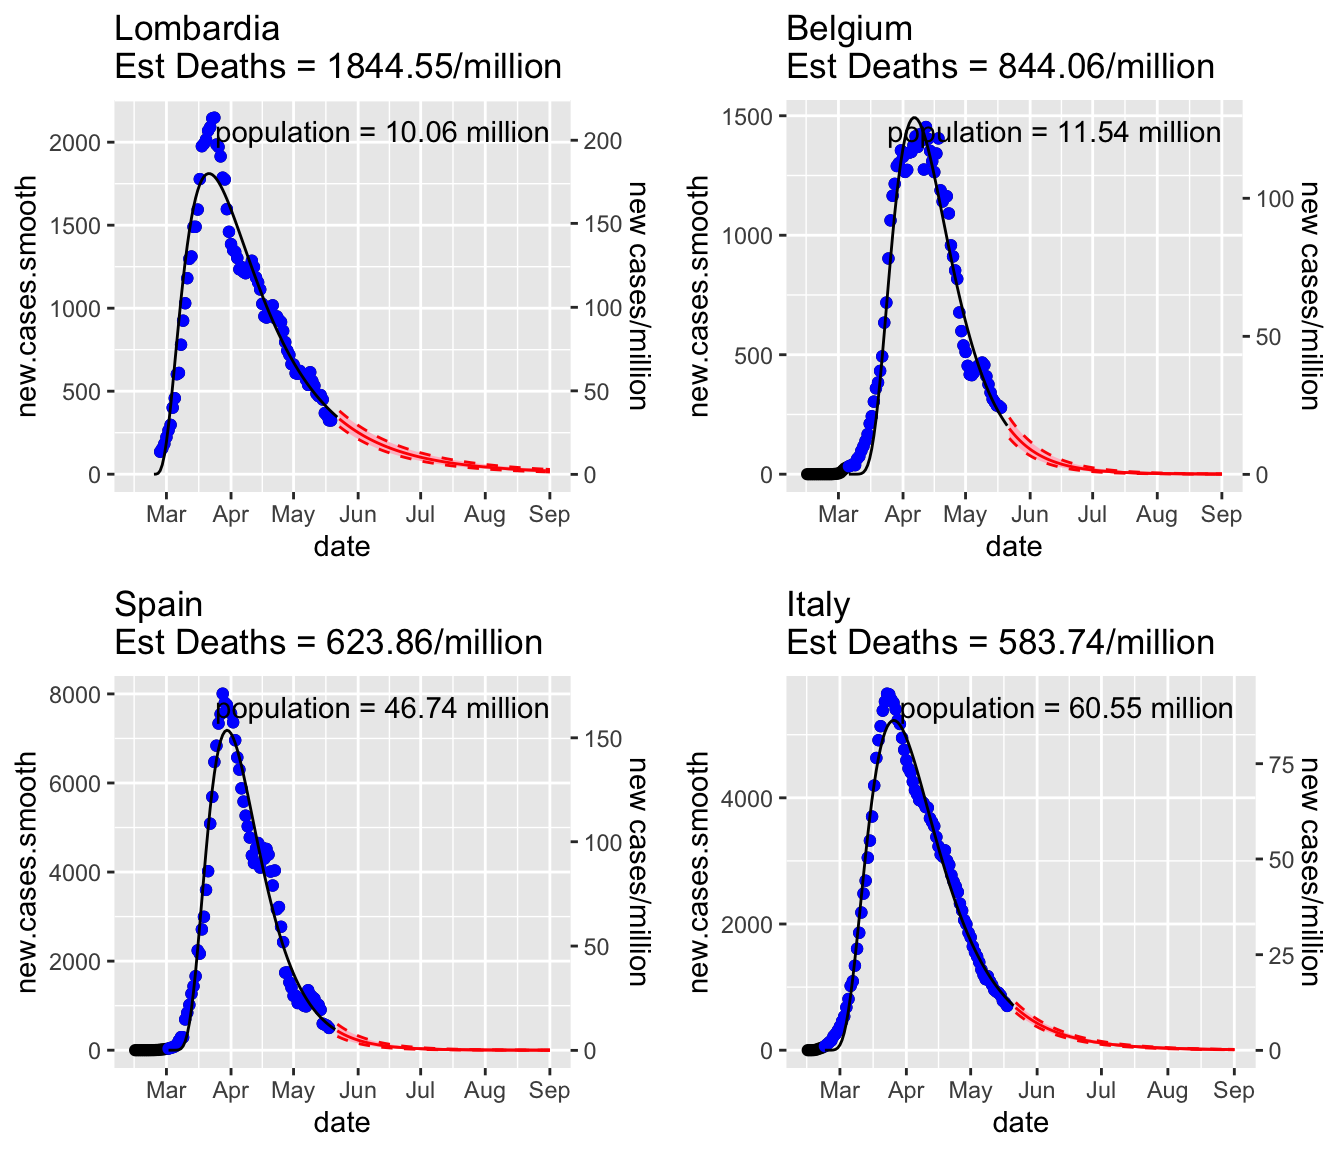 Lombardia
Est Deaths = 1844.55/million
population = 10.06 million
new.cases.smooth
2000
1500
1000
500
0
200
150
100
50
0
new cases/million
Mar Apr May Jun Jul Aug Sep
date
Belgium
Est Deaths = 844.06/million
population = 11.54 million
new.cases.smooth
1500
1000
500
0
100
50
0
new cases/million
Mar Apr May Jun Jul Aug Sep
date
Spain
Est Deaths = 623.86/million
population = 46.74 million
new.cases.smooth
8000
6000
4000
2000
0
150
100
50
0
new cases/million
Mar Apr May Jun Jul Aug Sep
date
Italy
Est Deaths = 583.74/million
population = 60.55 million
new.cases.smooth
4000
2000
0
75
50
25
0
new cases/million
Mar Apr May Jun Jul Aug Sep
date